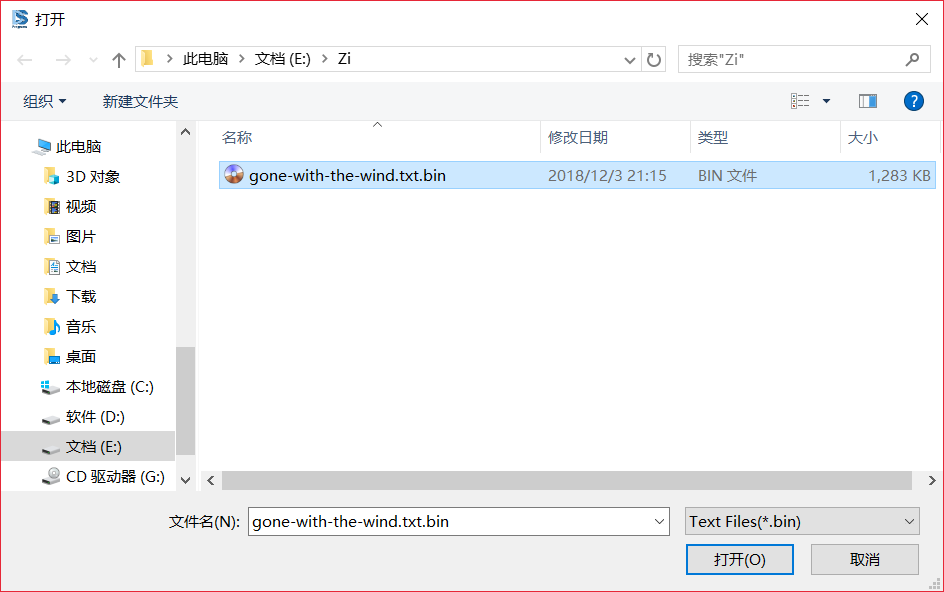 打开
此电脑 文档 (E:) Zi 搜索"Zi"
组织 新建文件夹
名称 修改日期 类型 大小
gone-with-the-wind.txt.bin 2018/12/3 21:15 BIN 文件 1,283 KB
此电脑
3D 对象
视频
图片
文档
下载
音乐
桌面
本地磁盘 (C:)
软件 (D:)
文档 (E:)
CD 驱动器 (G:)
文件名(N): gone-with-the-wind.txt.bin Text Files(*.bin)
打开(O) 取消